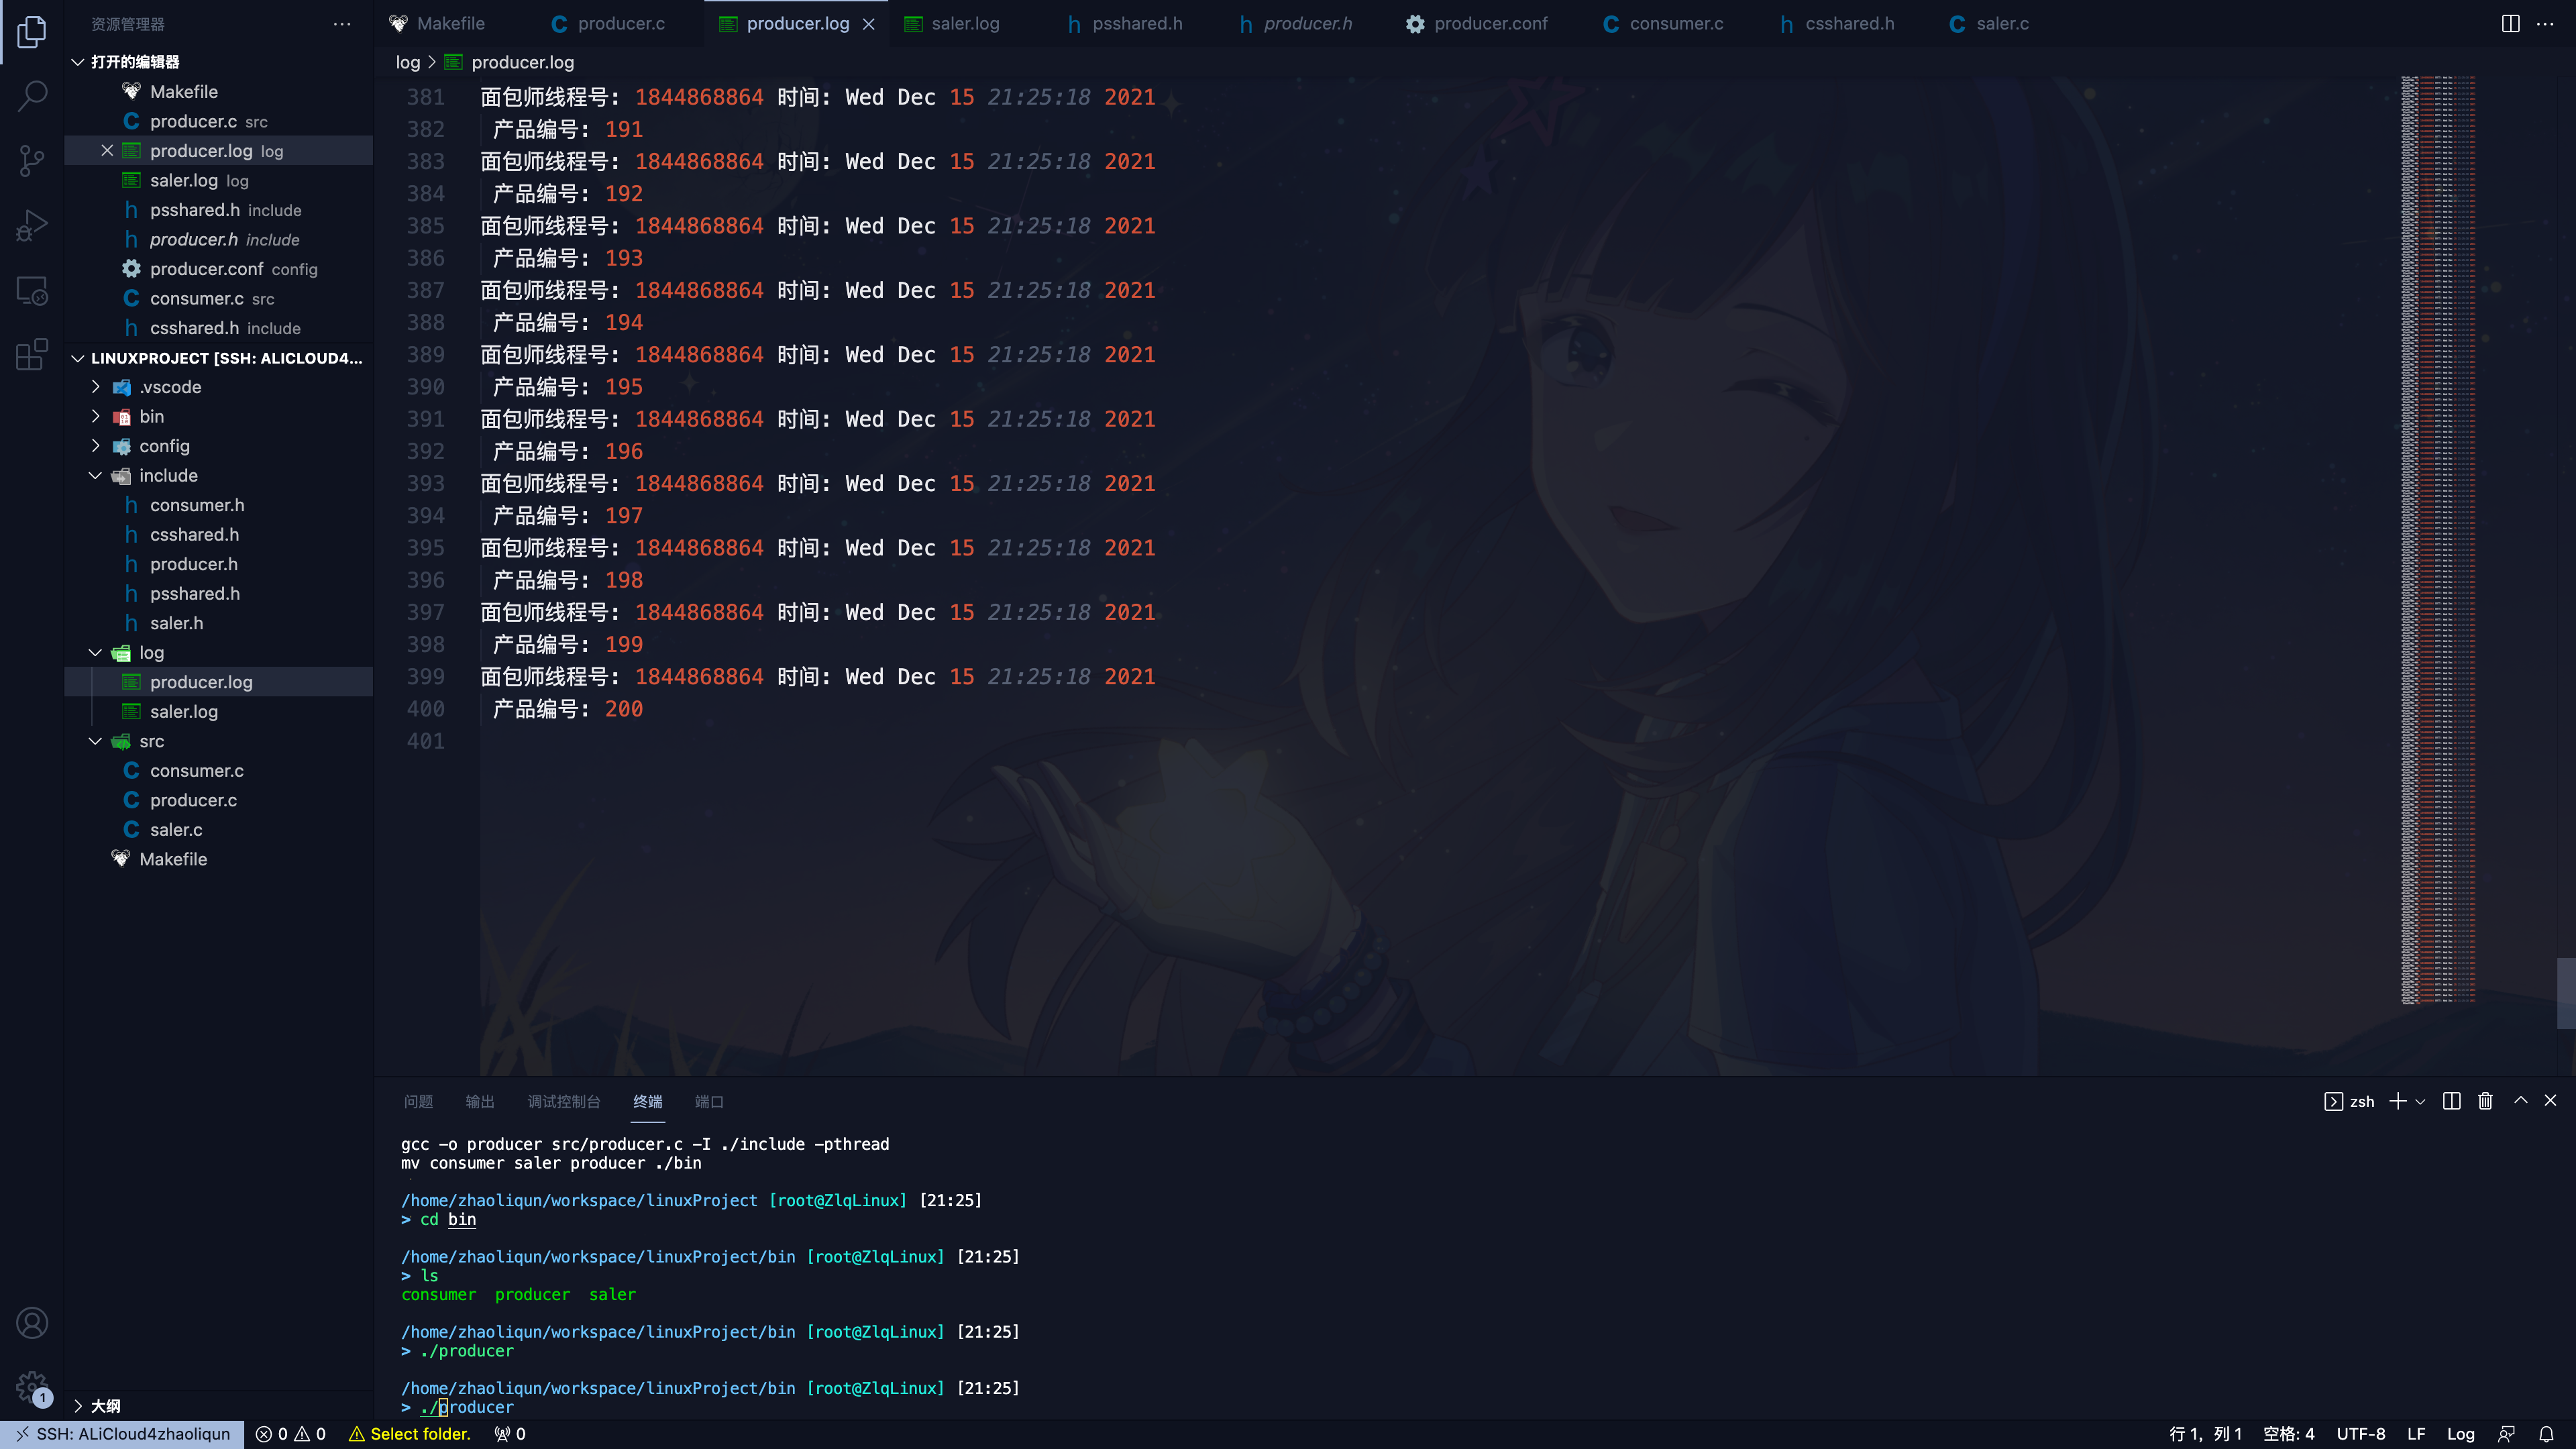 资源管理器
Makefile
producer.c
producer.log
saler.log
psshared.h
producer.h
producer.conf
consumer.c
csshared.h
saler.c
打开的编辑器
Makefile
producer.c src
producer.log log
saler.log log
psshared.h include
producer.h include
producer.conf config
consumer.c src
csshared.h include
LINUXPROJECT [SSH: ALICLOUD4...
.vscode
bin
config
include
consumer.h
csshared.h
producer.h
psshared.h
saler.h
log
producer.log
saler.log
src
consumer.c
producer.c
saler.c
Makefile
大纲
log > producer.log
381 面包师线程号: 1844868864 时间: Wed Dec 15 21:25:18 2021
382 产品编号: 191
383 面包师线程号: 1844868864 时间: Wed Dec 15 21:25:18 2021
384 产品编号: 192
385 面包师线程号: 1844868864 时间: Wed Dec 15 21:25:18 2021
386 产品编号: 193
387 面包师线程号: 1844868864 时间: Wed Dec 15 21:25:18 2021
388 产品编号: 194
389 面包师线程号: 1844868864 时间: Wed Dec 15 21:25:18 2021
390 产品编号: 195
391 面包师线程号: 1844868864 时间: Wed Dec 15 21:25:18 2021
392 产品编号: 196
393 面包师线程号: 1844868864 时间: Wed Dec 15 21:25:18 2021
394 产品编号: 197
395 面包师线程号: 1844868864 时间: Wed Dec 15 21:25:18 2021
396 产品编号: 198
397 面包师线程号: 1844868864 时间: Wed Dec 15 21:25:18 2021
398 产品编号: 199
399 面包师线程号: 1844868864 时间: Wed Dec 15 21:25:18 2021
400 产品编号: 200
401
问题 输出 调试控制台 终端 端口
zsh
gcc -o producer src/producer.c -I ./include -pthread
mv consumer saler producer ./bin
/home/zhaoliqun/workspace/linuxProject [root@ZlqLinux] [21:25]
> cd bin
/home/zhaoliqun/workspace/linuxProject/bin [root@ZlqLinux] [21:25]
> ls
consumer producer saler
/home/zhaoliqun/workspace/linuxProject/bin [root@ZlqLinux] [21:25]
> ./producer
/home/zhaoliqun/workspace/linuxProject/bin [root@ZlqLinux] [21:25]
> ./producer
1
SSH: ALiCloud4zhaoliqun 0 0 Select folder. 0 行 1, 列 1 空格: 4 UTF-8 LF Log